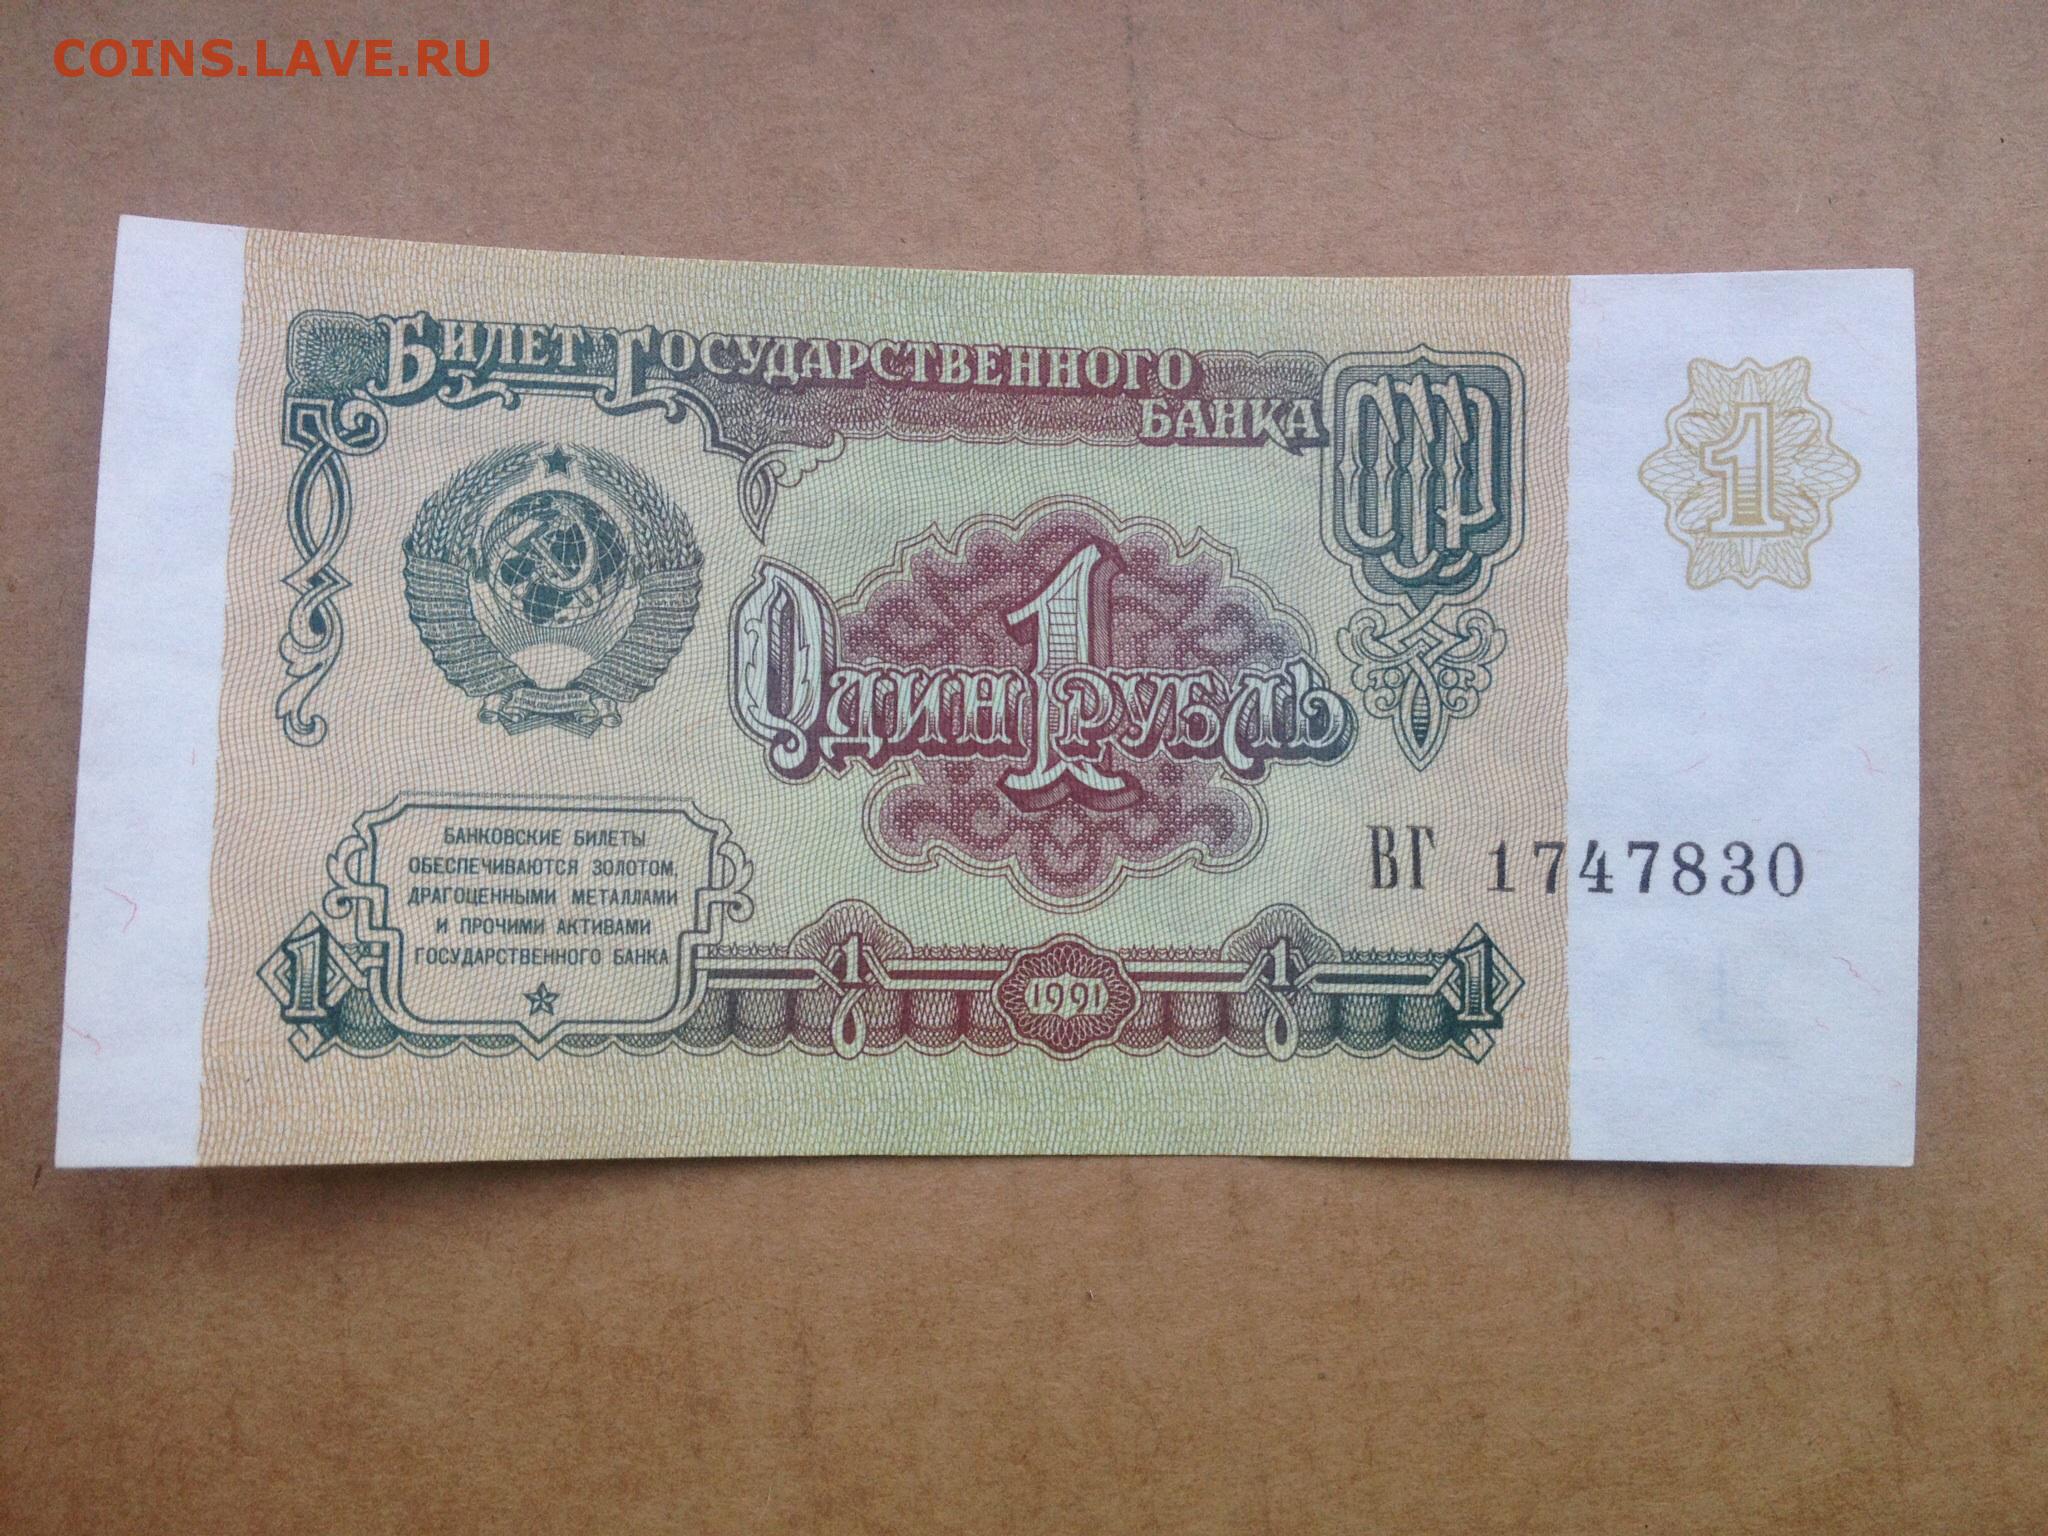 COINS.LAVE.RU
БИЛЕТ ГОСУДАРСТВЕННОГО
БАНКА
СССР
1
1
ОДИН РУБЛЬ
БАНКОВСКИЕ БИЛЕТЫ
ОБЕСПЕЧИВАЮТСЯ ЗОЛОТОМ,
ДРАГОЦЕННЫМИ МЕТАЛЛАМИ
И ПРОЧИМИ АКТИВАМИ
ГОСУДАРСТВЕННОГО БАНКА
ВГ 1747830
1 1 1991 1 1